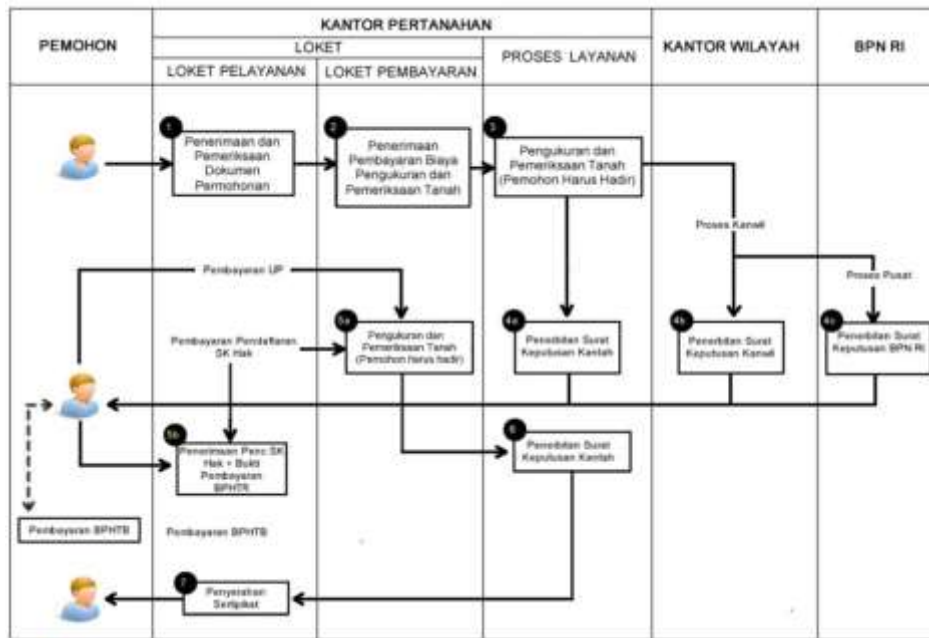 PEMOHON
KANTOR PERTANAHAN
LOKET
LOKET PELAYANAN
LOKET PEMBAYARAN
PROSES LAYANAN
KANTOR WILAYAH
BPN RI
1
Penerimaan dan
Pemeriksaan
Dokumen
Permohonan
2
Penerimaan
Pembayaran Biaya
Pengukuran dan
Pemeriksaan Tanah
3
Pengukuran dan
Pemeriksaan Tanah
(Pemohon Harus Hadir)
Proses Kanwil
Proses Pusat
Pembayaran UP
Pembayaran Pendaftaran
SK Hak
5a
Pengukuran dan
Pemeriksaan Tanah
(Pemohon harus hadir)
4a
Penerbitan Surat
Keputusan Kantah
4b
Penerbitan Surat
Keputusan Kanwil
Penerbitan Surat
Keputusan BPN RI
5b
Penerimaan Penc SK
Hak + Bukti
Pembayaran
6
Penerbitan Surat
Keputusan Kantah
Pembayaran BPHTB
Pembayaran BPHTB
7
Penyerahan
Sertipikat